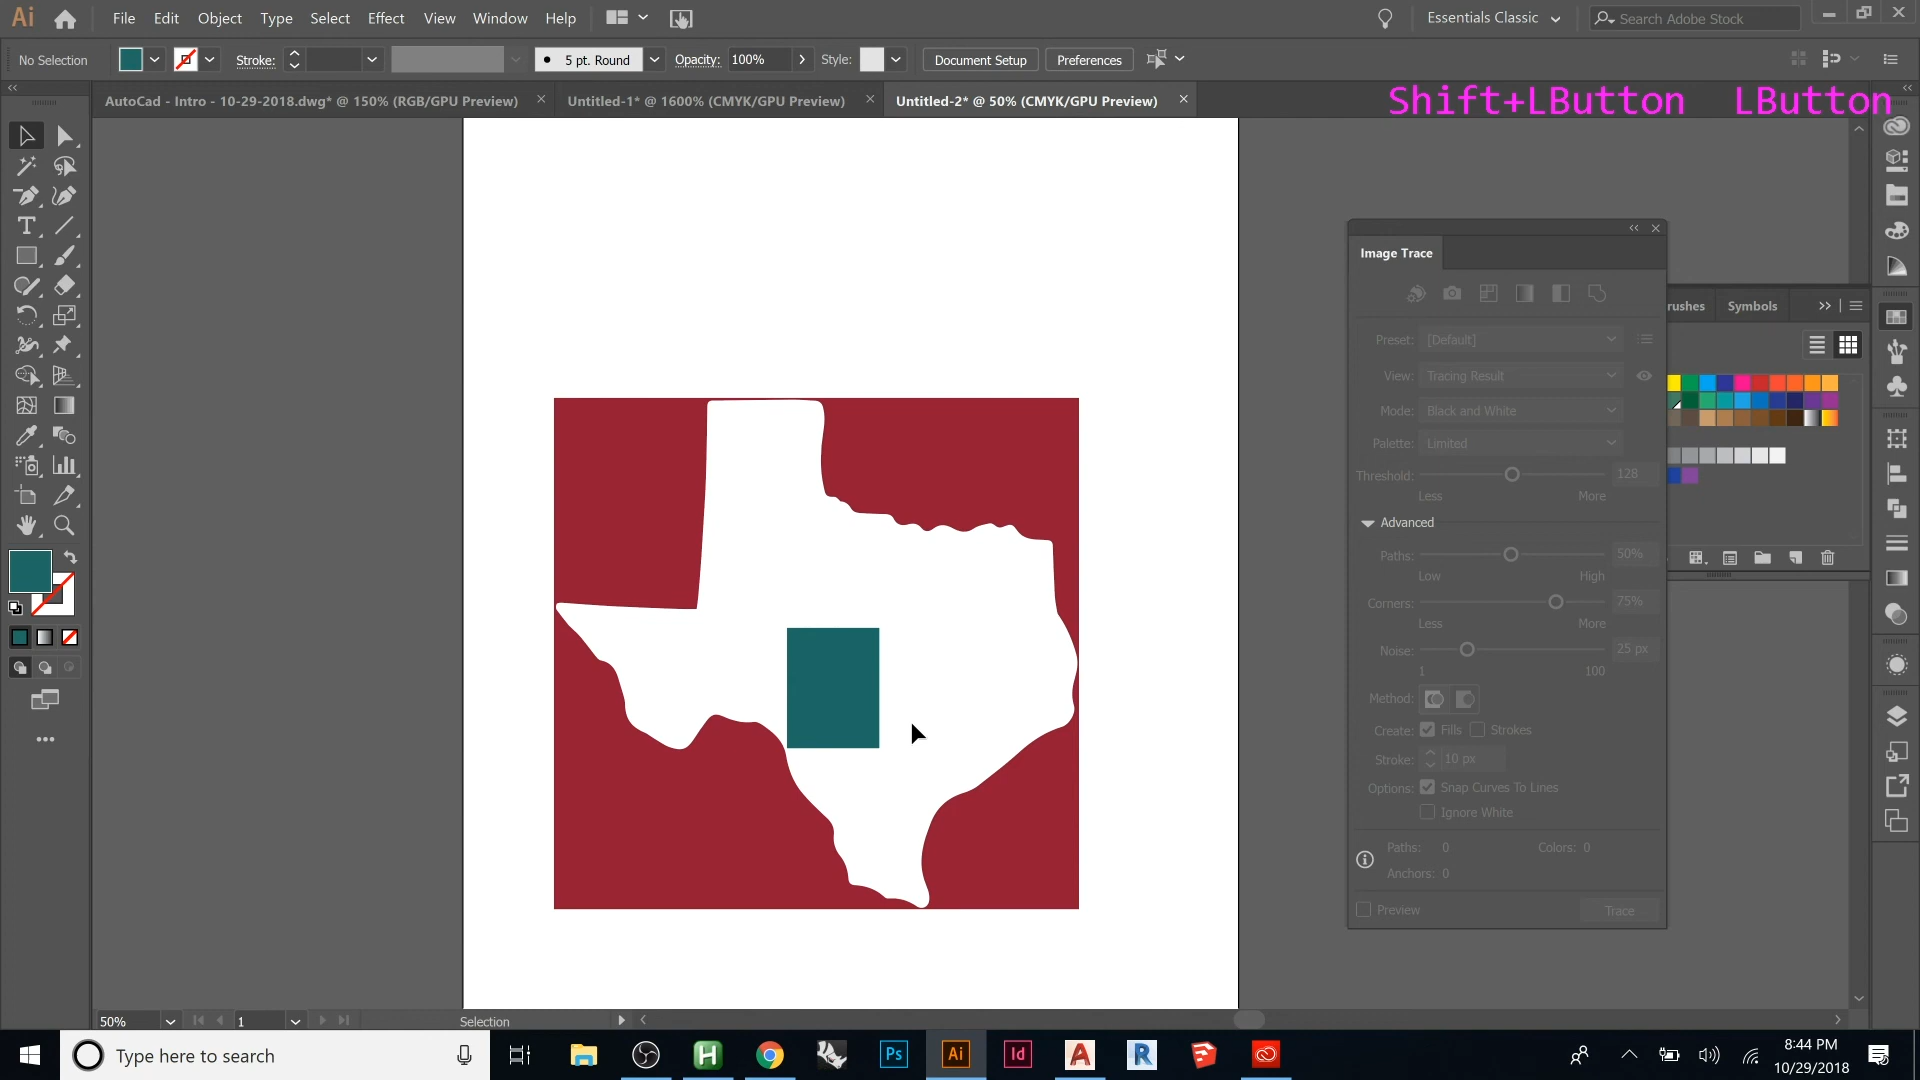 Ai File Edit Object Type Select Effect View Window Help Essentials Classic Search Adobe Stock
No Selection Stroke: 5 pt. Round Opacity: 100% Style: Document Setup Preferences
AutoCad - Intro - 10-29-2018.dwg* @ 150% (RGB/GPU Preview) Untitled-1* @ 1600% (CMYK/GPU Preview) Untitled-2* @ 50% (CMYK/GPU Preview)
Shift+LButton LButton
Image Trace
rushes Symbols
Preset: [Default]
View: Tracing Result
Mode: Black and White
Palette: Limited
Threshold: 128
Less More
Advanced
Paths: 50%
Low High
Corners: 75%
Less More
Noise: 25 px
1 100
Method:
Create: Fills Strokes
Stroke: 10 px
Options: Snap Curves To Lines
Ignore White
Paths: 0 Colors: 0
Anchors: 0
Preview Trace
50% 1 Selection
Type here to search
Ps Ai Id A R
8:44 PM
10/29/2018